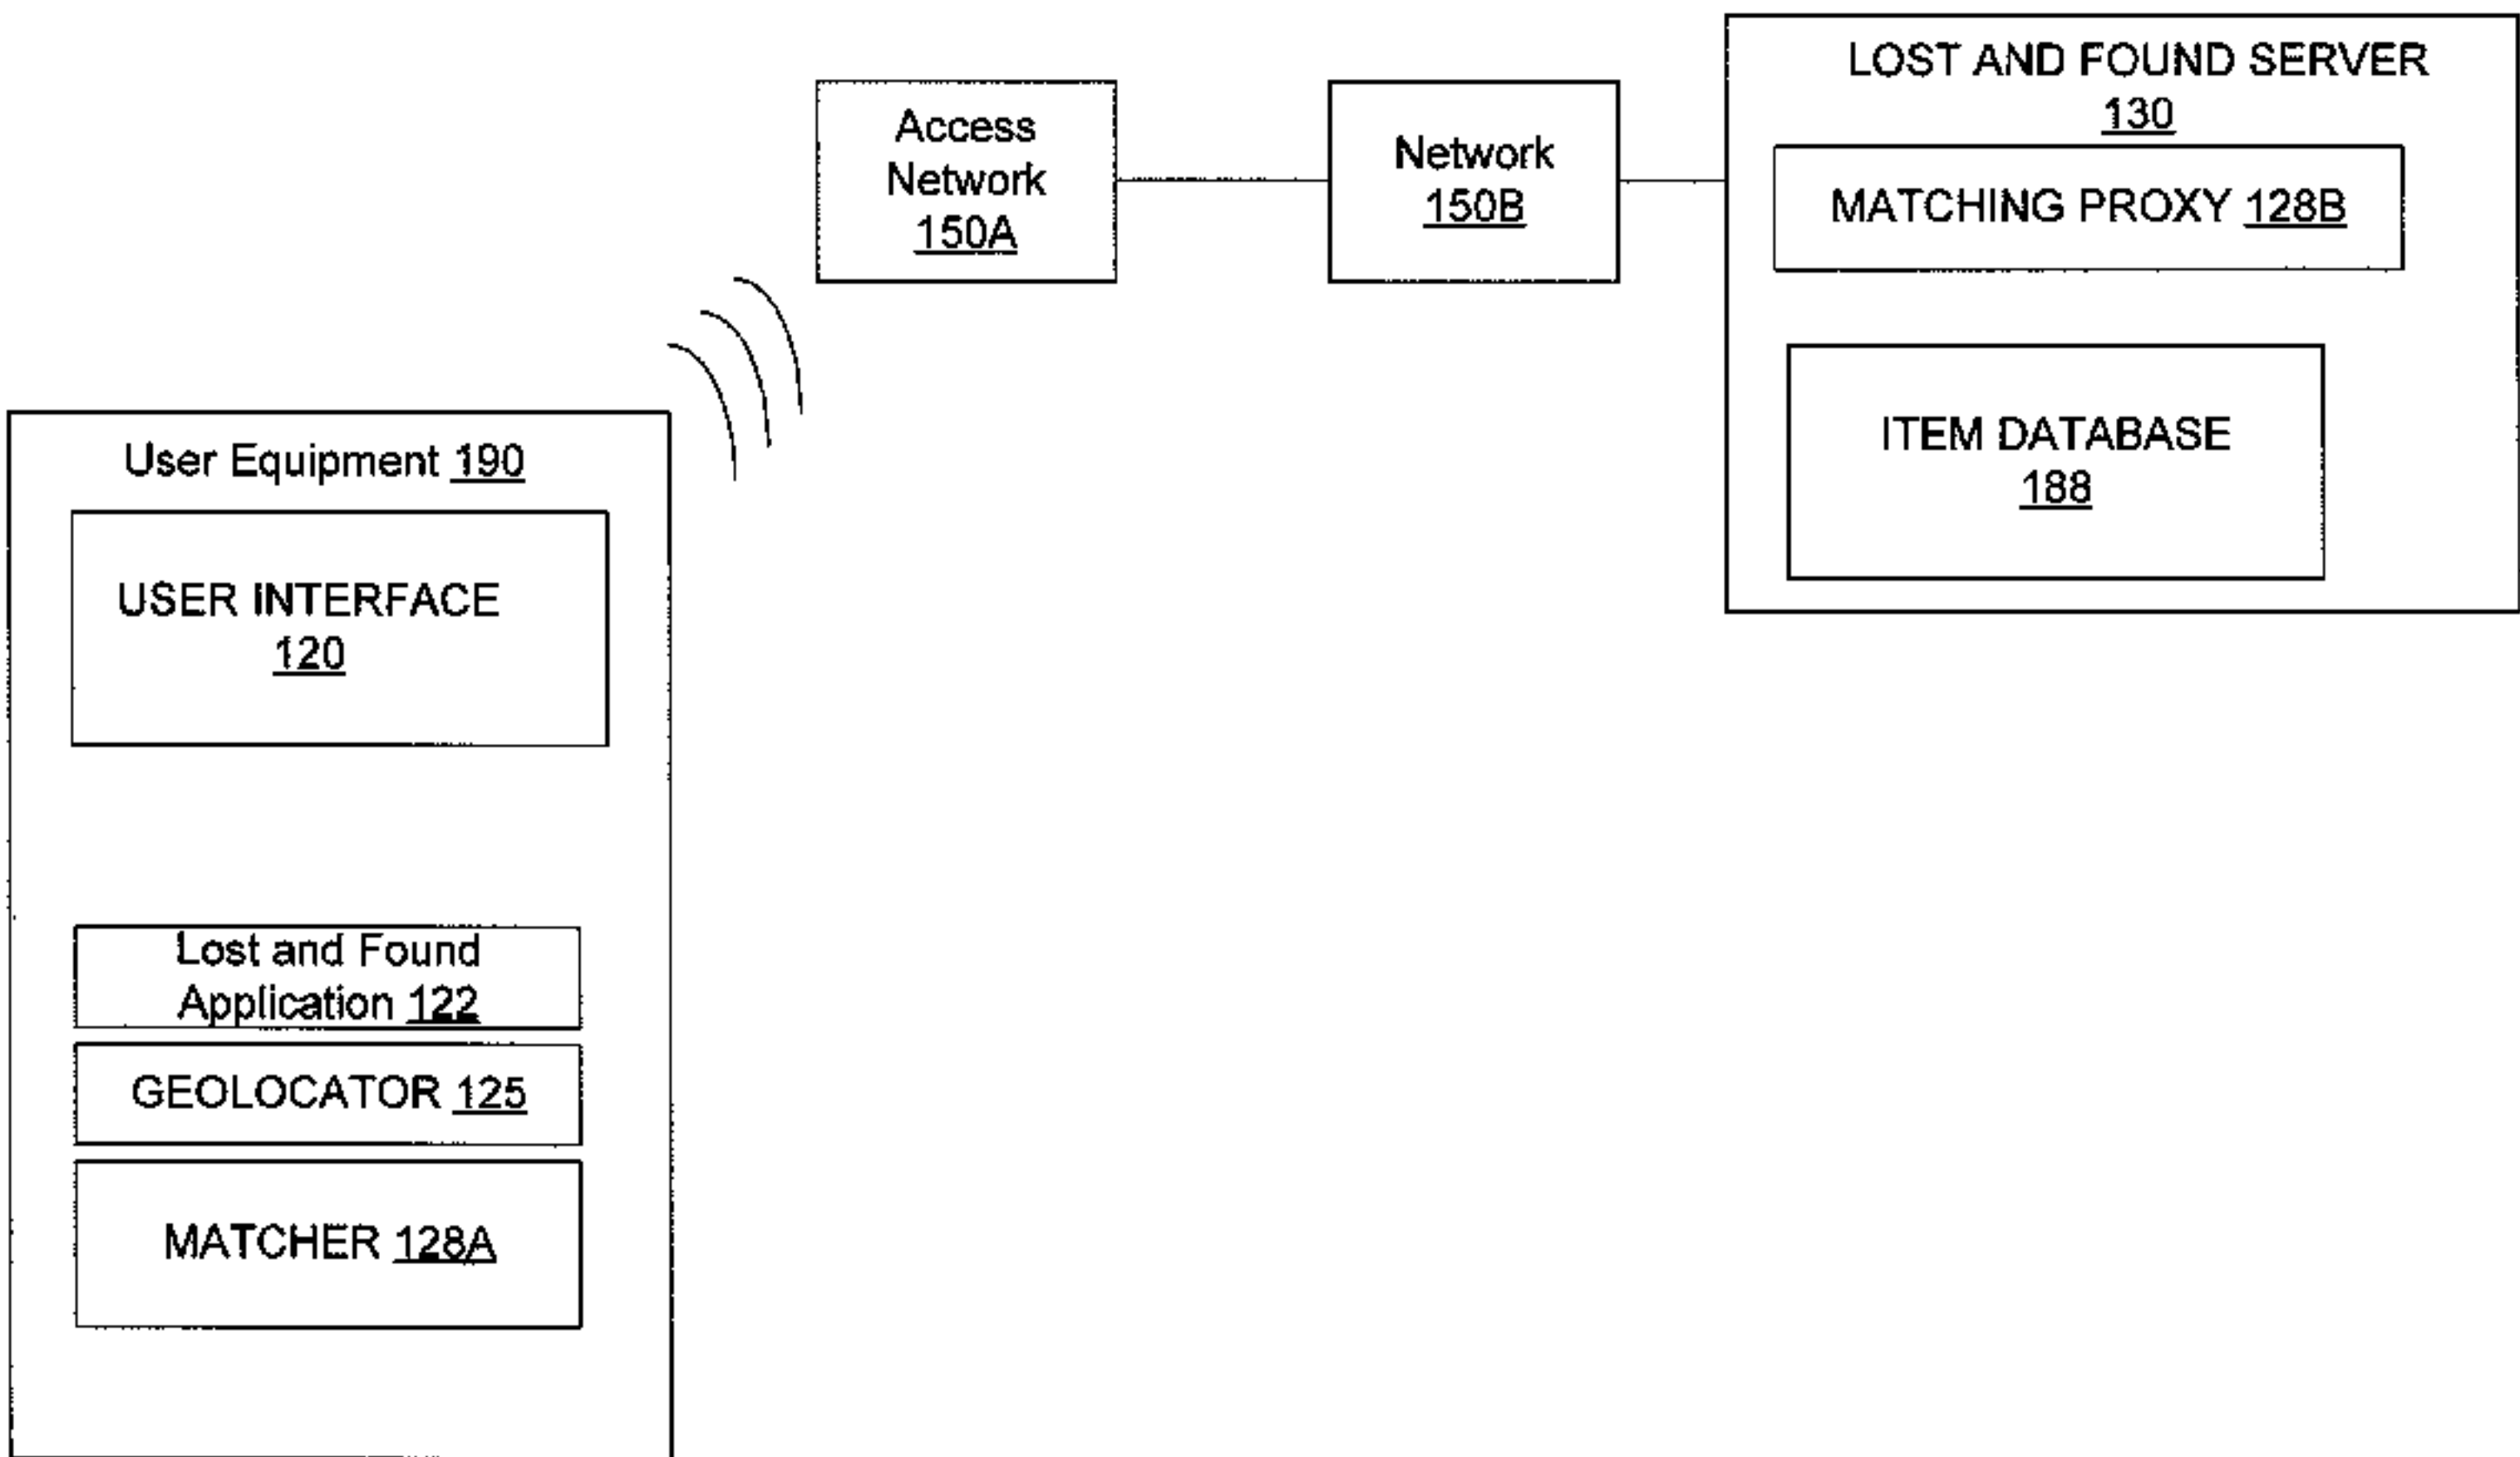 LOST AND FOUND SERVER
130
MATCHING PROXY 128B
ITEM DATABASE
188
Access
Network
150A
Network
150B
User Equipment 190
USER INTERFACE
120
Lost and Found
Application 122
GEOLOCATOR 125
MATCHER 128A